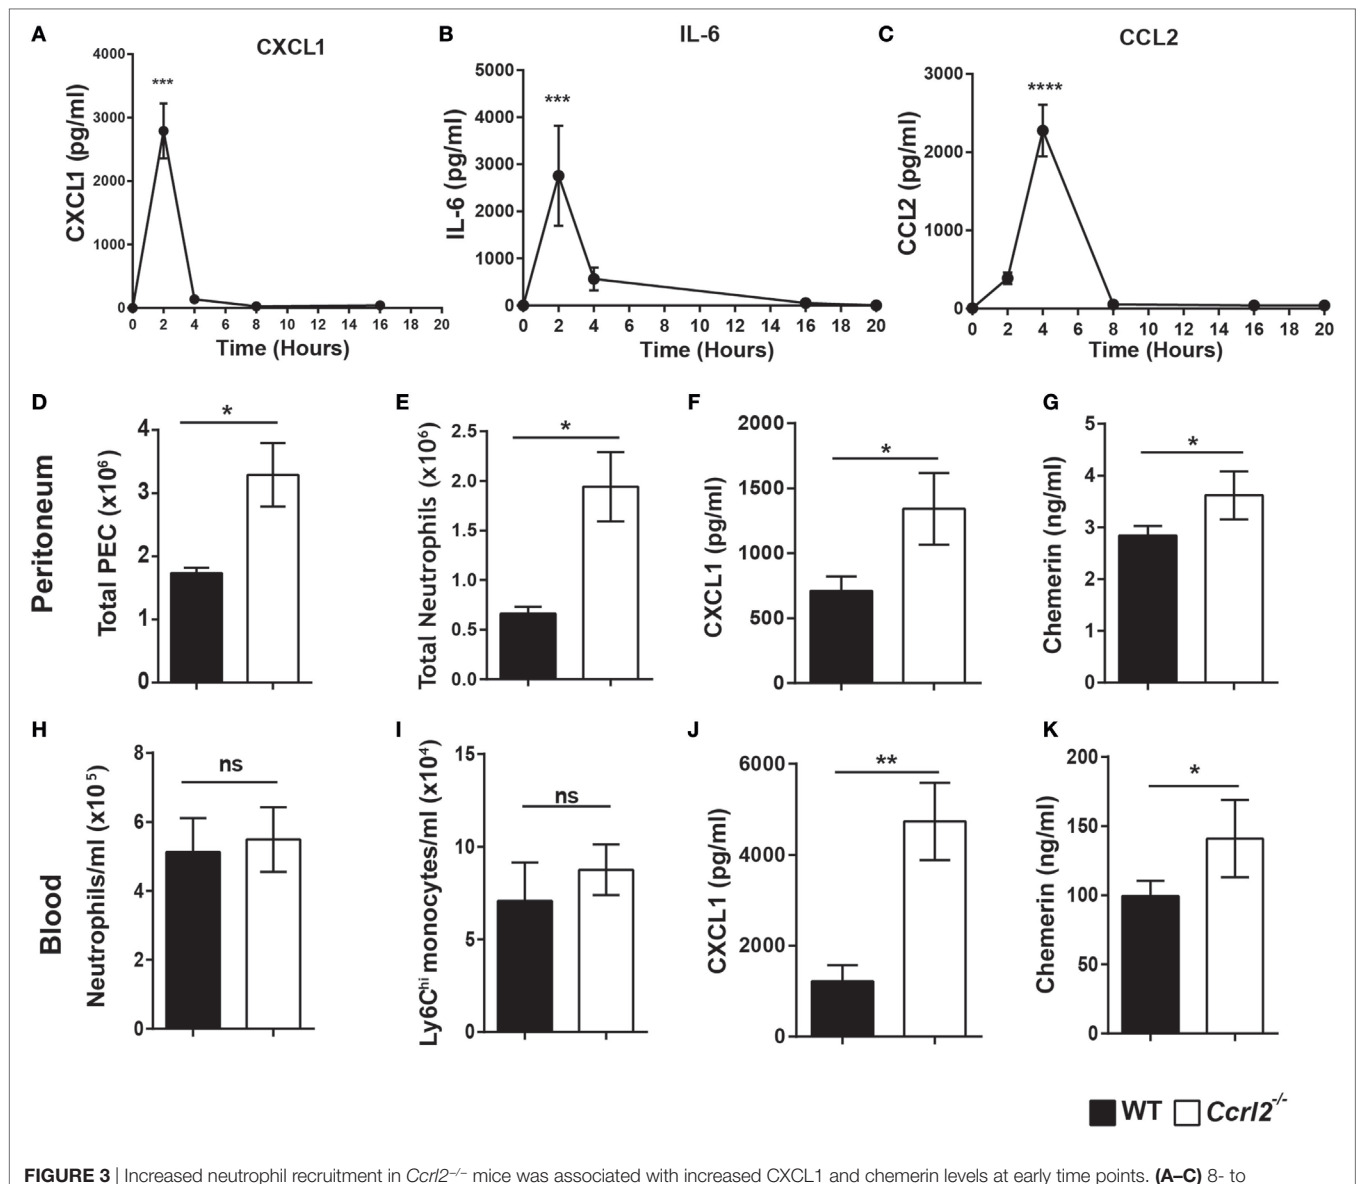 A
CXCL1
CXCL1 (pg/ml)
4000
3000
2000
1000
0
***
0 2 4 6 8 10 12 14 16 18 20
Time (Hours)
B
IL-6
IL-6 (pg/ml)
5000
4000
3000
2000
1000
0
***
0 2 4 6 8 10 12 14 16 18 20
Time (Hours)
C
CCL2
CCL2 (pg/ml)
3000
2000
1000
0
****
0 2 4 6 8 10 12 14 16 18 20
Time (Hours)
Peritoneum
D
Total PEC (x10⁶)
4
3
2
1
0
*
E
Total Neutrophils (x10⁶)
2.5
2.0
1.5
1.0
0.5
0.0
*
F
CXCL1 (pg/ml)
2000
1500
1000
500
0
*
G
Chemerin (ng/ml)
5
4
3
2
1
0
*
Blood
H
Neutrophils/ml (x10⁵)
8
6
4
2
0
ns
I
Ly6Cʰⁱ monocytes/ml (x10⁴)
15
10
5
0
ns
J
CXCL1 (pg/ml)
6000
4000
2000
0
**
K
Chemerin (ng/ml)
200
150
100
50
0
*
WT Ccrl2⁻/⁻
FIGURE 3 | Increased neutrophil recruitment in Ccrl2−/− mice was associated with increased CXCL1 and chemerin levels at early time points. (A–C) 8- to